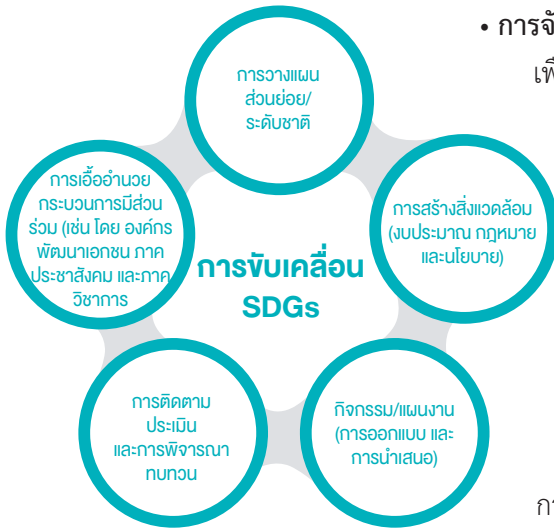 • การจั
เพื่
การวางแผน
ส่วนย่อย/
ระดับชาติ
การเอื้ออำนวย
กระบวนการมีส่วน
ร่วม (เช่น โดย องค์กร
พัฒนาเอกชน ภาค
ประชาสังคม และภาค
วิชาการ
การสร้างสิ่งแวดล้อม
(งบประมาณ กฎหมาย
และนโยบาย)
การขับเคลื่อน
SDGs
การติดตาม
ประเมิน
และการพิจารณา
ทบทวน
กิจกรรม/แผนงาน
(การออกแบบ และ
การนำเสนอ)
ก